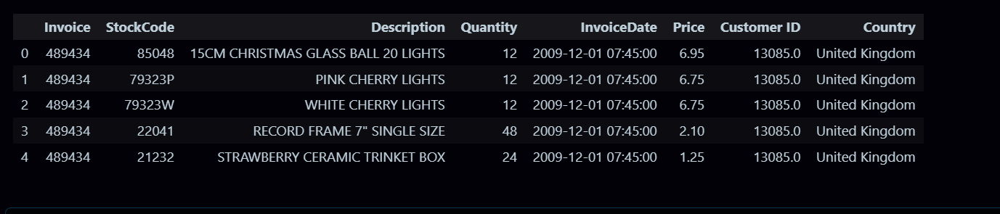 Invoice StockCode Description Quantity InvoiceDate Price Customer ID Country
0 489434 85048 15CM CHRISTMAS GLASS BALL 20 LIGHTS 12 2009-12-01 07:45:00 6.95 13085.0 United Kingdom
1 489434 79323P PINK CHERRY LIGHTS 12 2009-12-01 07:45:00 6.75 13085.0 United Kingdom
2 489434 79323W WHITE CHERRY LIGHTS 12 2009-12-01 07:45:00 6.75 13085.0 United Kingdom
3 489434 22041 RECORD FRAME 7" SINGLE SIZE 48 2009-12-01 07:45:00 2.10 13085.0 United Kingdom
4 489434 21232 STRAWBERRY CERAMIC TRINKET BOX 24 2009-12-01 07:45:00 1.25 13085.0 United Kingdom